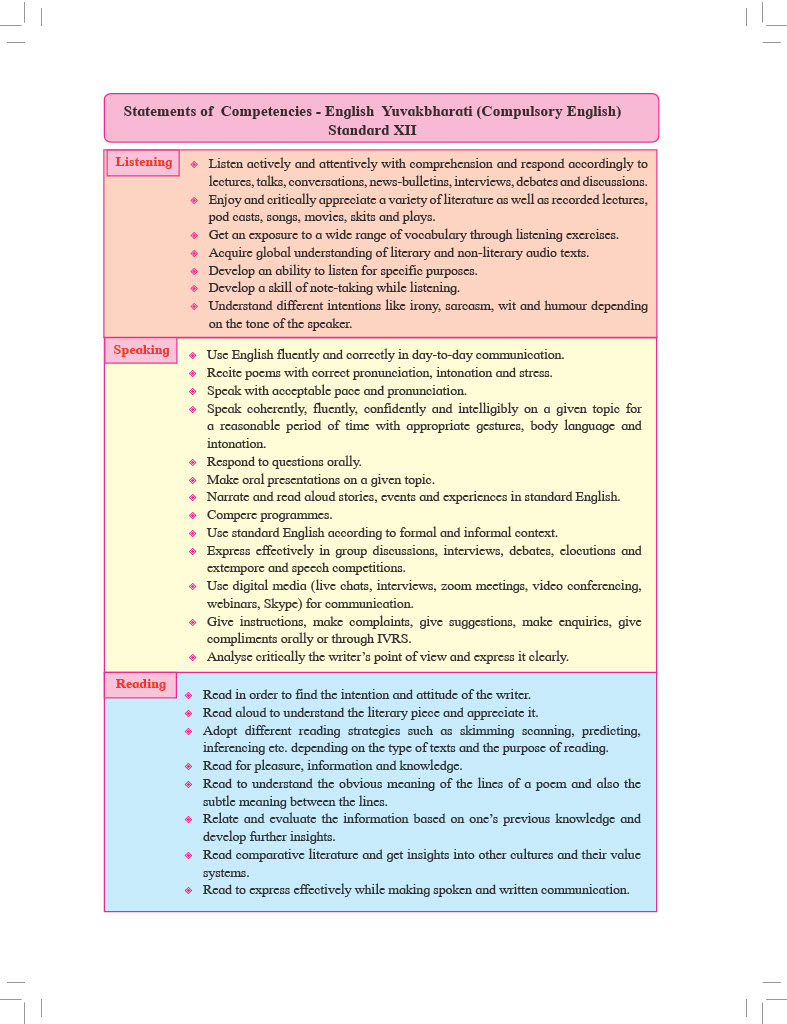 Statements of Competencies - English Yuvakbharati (Compulsory English)
Standard XII
Listening
◈ Listen actively and attentively with comprehension and respond accordingly to
lectures, talks, conversations, news-bulletins, interviews, debates and discussions.
◈ Enjoy and critically appreciate a variety of literature as well as recorded lectures,
pod casts, songs, movies, skits and plays.
◈ Get an exposure to a wide range of vocabulary through listening exercises.
◈ Acquire global understanding of literary and non-literary audio texts.
◈ Develop an ability to listen for specific purposes.
◈ Develop a skill of note-taking while listening.
◈ Understand different intentions like irony, sarcasm, wit and humour depending
on the tone of the speaker.
Speaking
◈ Use English fluently and correctly in day-to-day communication.
◈ Recite poems with correct pronunciation, intonation and stress.
◈ Speak with acceptable pace and pronunciation.
◈ Speak coherently, fluently, confidently and intelligibly on a given topic for
a reasonable period of time with appropriate gestures, body language and
intonation.
◈ Respond to questions orally.
◈ Make oral presentations on a given topic.
◈ Narrate and read aloud stories, events and experiences in standard English.
◈ Compere programmes.
◈ Use standard English according to formal and informal context.
◈ Express effectively in group discussions, interviews, debates, elocutions and
extempore and speech competitions.
◈ Use digital media (live chats, interviews, zoom meetings, video conferencing,
webinars, Skype) for communication.
◈ Give instructions, make complaints, give suggestions, make enquiries, give
compliments orally or through IVRS.
◈ Analyse critically the writer's point of view and express it clearly.
Reading
◈ Read in order to find the intention and attitude of the writer.
◈ Read aloud to understand the literary piece and appreciate it.
◈ Adopt different reading strategies such as skimming scanning, predicting,
inferencing etc. depending on the type of texts and the purpose of reading.
◈ Read for pleasure, information and knowledge.
◈ Read to understand the obvious meaning of the lines of a poem and also the
subtle meaning between the lines.
◈ Relate and evaluate the information based on one's previous knowledge and
develop further insights.
◈ Read comparative literature and get insights into other cultures and their value
systems.
◈ Read to express effectively while making spoken and written communication.